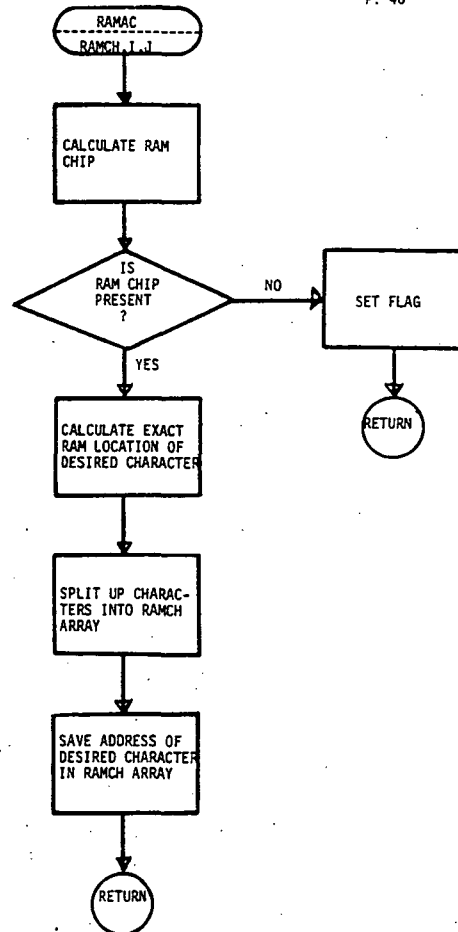 RAMAC
RAMCH,I,J
CALCULATE RAM
CHIP
IS
RAM CHIP
PRESENT
?
NO
SET FLAG
RETURN
YES
CALCULATE EXACT
RAM LOCATION OF
DESIRED CHARACTER
SPLIT UP CHARAC-
TERS INTO RAMCH
ARRAY
SAVE ADDRESS OF
DESIRED CHARACTER
IN RAMCH ARRAY
RETURN